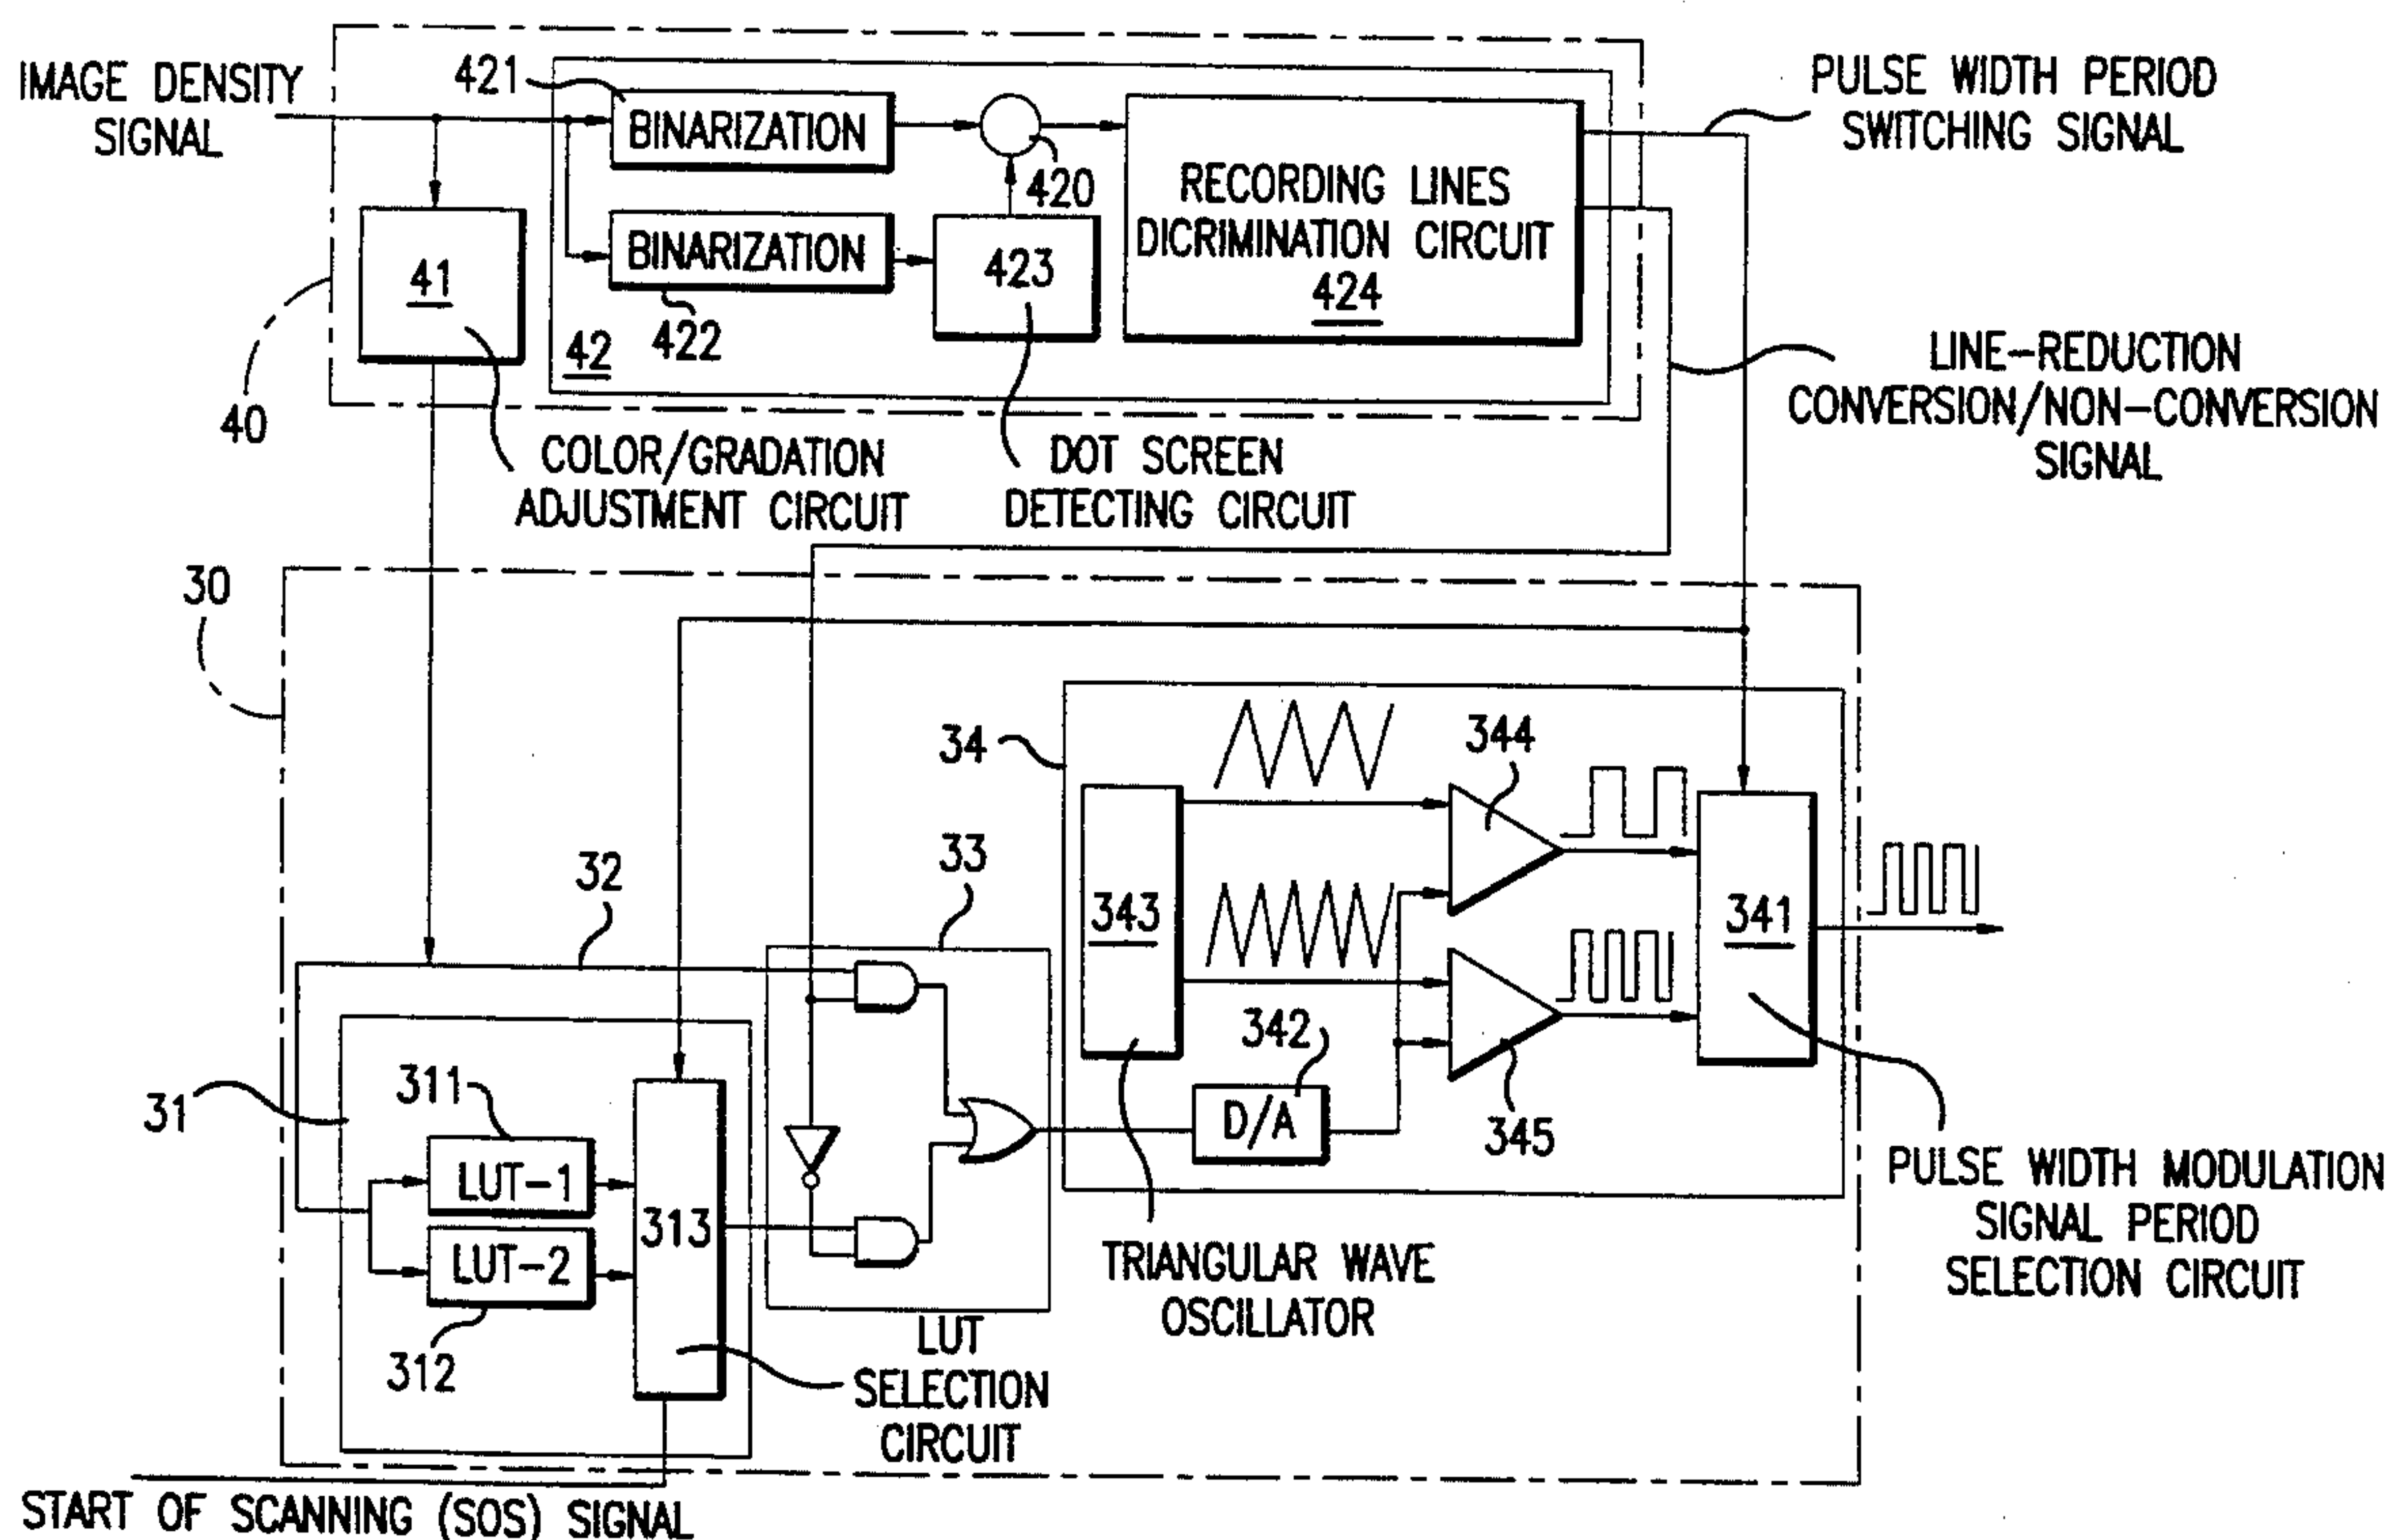 IMAGE DENSITY
SIGNAL
421
BINARIZATION
420
BINARIZATION
422
423
RECORDING LINES
DICRIMINATION CIRCUIT
424
PULSE WIDTH PERIOD
SWITCHING SIGNAL
41
42
40
COLOR/GRADATION
ADJUSTMENT CIRCUIT
DOT SCREEN
DETECTING CIRCUIT
LINE-REDUCTION
CONVERSION/NON-CONVERSION
SIGNAL
30
34
344
343
341
32
33
342
D/A
345
31
311
LUT-1
LUT-2
312
313
LUT
SELECTION
CIRCUIT
TRIANGULAR WAVE
OSCILLATOR
PULSE WIDTH MODULATION
SIGNAL PERIOD
SELECTION CIRCUIT
START OF SCANNING (SOS) SIGNAL